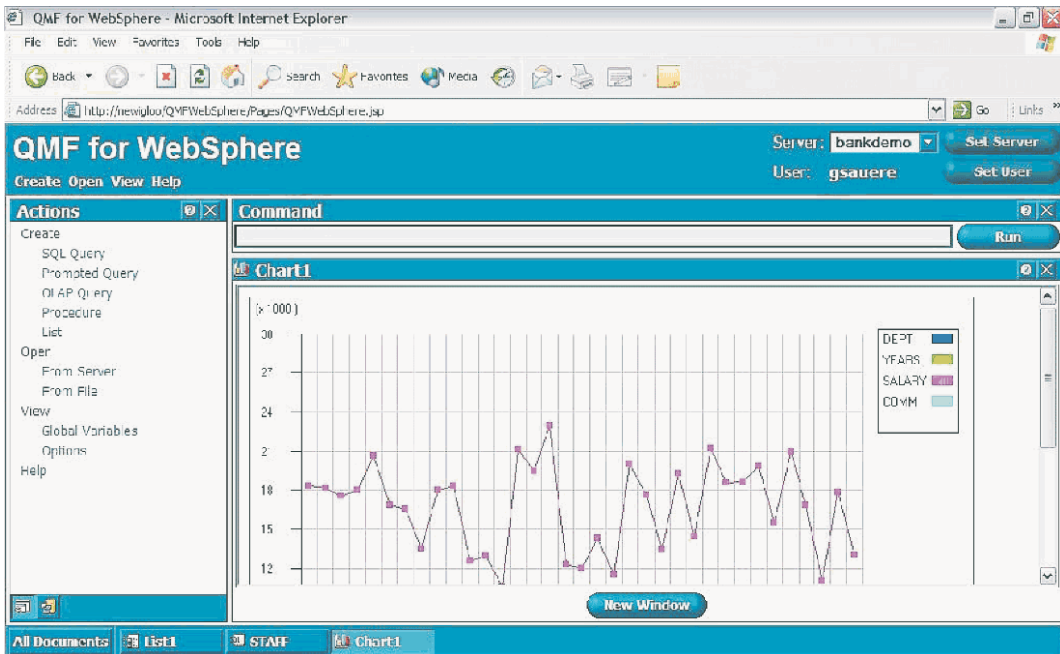 QMF for WebSphere - Microsoft Internet Explorer
File Edit View Favorites Tools Help
Back Search Favorites Media
Address http://newigloo/QMFWebSphere/Pages/QMFWebSphere.jsp Go Links »
QMF for WebSphere
Server: bankdemo Set Server
Create Open View Help
User: gsauere Set User
Actions
Create
SQL Query
Prompted Query
OLAP Query
Procedure
List
Open
From Server
From File
View
Global Variables
Options
Help
Command
Run
Chart1
(x 1000)
30
27
24
21
18
15
12
DEPT
YEARS
SALARY
COMM
New Window
All Documents List1 STAFF Chart1